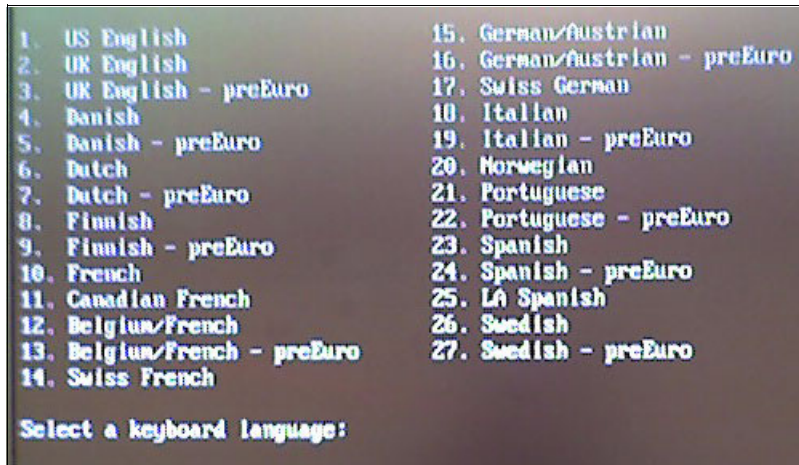 1. US English
2. UK English
3. UK English - preEuro
4. Danish
5. Danish - preEuro
6. Dutch
7. Dutch - preEuro
8. Finnish
9. Finnish - preEuro
10. French
11. Canadian French
12. Belgium/French
13. Belgium/French - preEuro
14. Swiss French
15. German/Austrian
16. German/Austrian - preEuro
17. Swiss German
18. Italian
19. Italian - preEuro
20. Norwegian
21. Portuguese
22. Portuguese - preEuro
23. Spanish
24. Spanish - preEuro
25. LA Spanish
26. Swedish
27. Swedish - preEuro
Select a keyboard language: